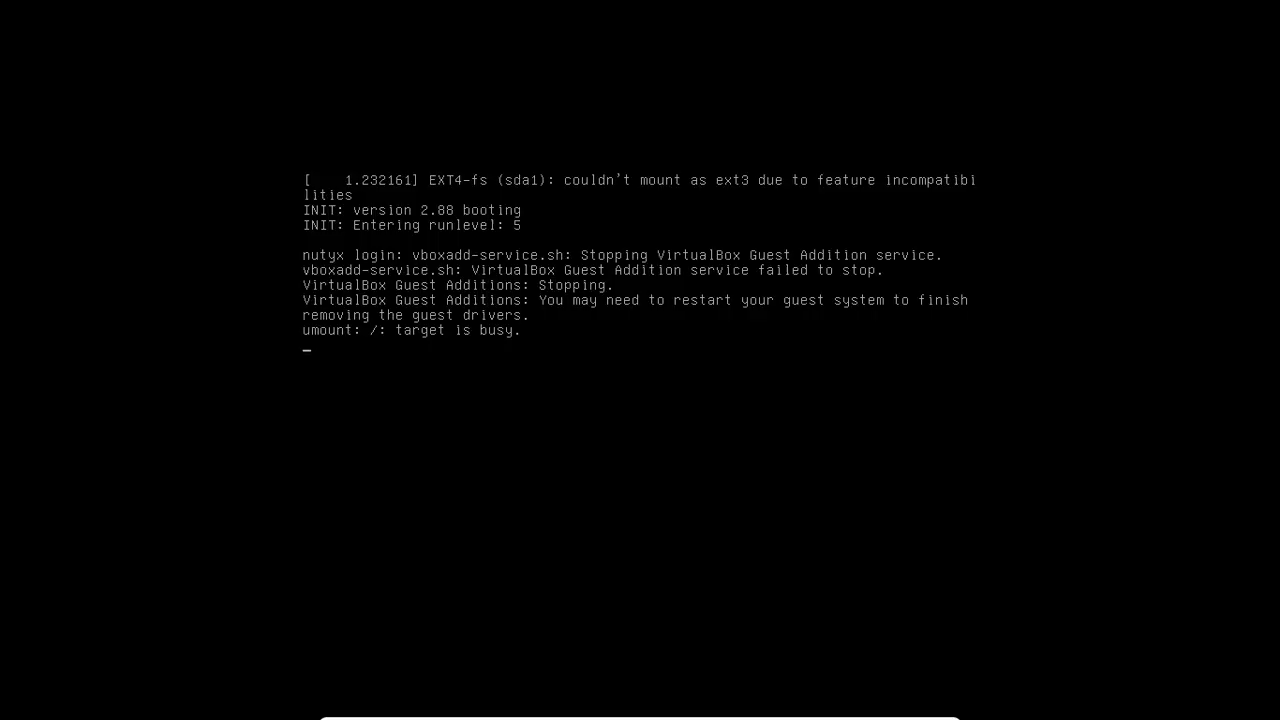 [    1.232161] EXT4-fs (sda1): couldn't mount as ext3 due to feature incompatibi
lities
INIT: version 2.88 booting
INIT: Entering runlevel: 5
nutyx login: vboxadd-service.sh: Stopping VirtualBox Guest Addition service.
vboxadd-service.sh: VirtualBox Guest Addition service failed to stop.
VirtualBox Guest Additions: Stopping.
VirtualBox Guest Additions: You may need to restart your guest system to finish
removing the guest drivers.
umount: /: target is busy.